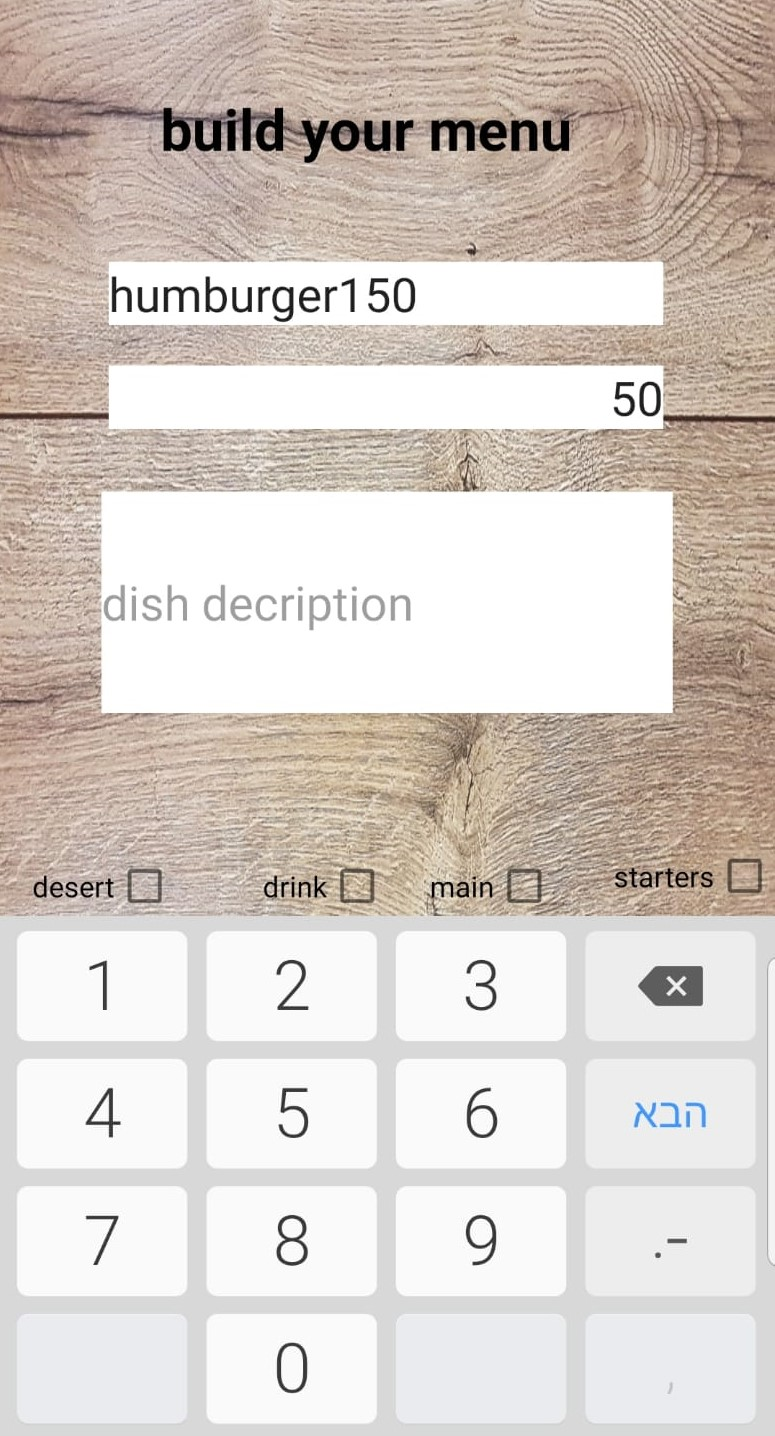 build your menu
humburger150
50
dish decription
desert drink main starters
1 2 3
4 5 6 הבא
7 8 9 .-
0 ,